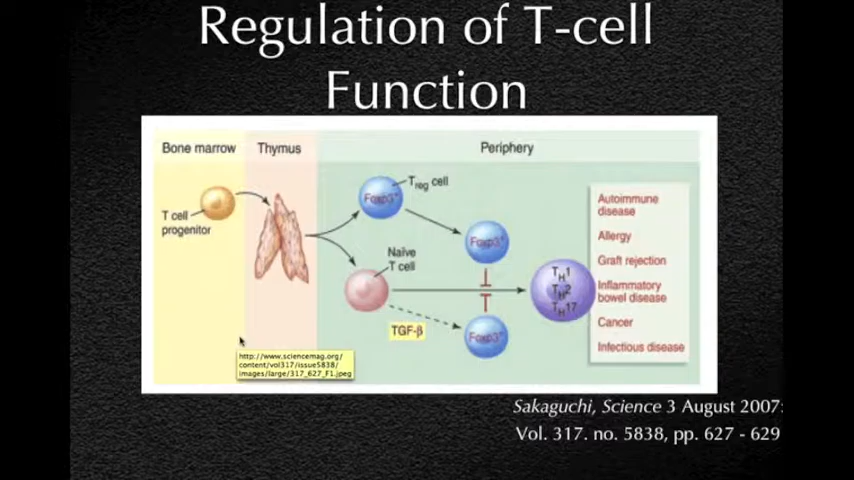 Regulation of T-cell
Function
Bone marrow
Thymus
Periphery
T cell
progenitor
Foxp3+
Treg cell
Foxp3+
Naïve
T cell
TGF-β
Foxp3+
TH1
TH2
TH17
Autoimmune
disease
Allergy
Graft rejection
Inflammatory
bowel disease
Cancer
Infectious disease
http://www.sciencemag.org/
content/vol317/issue5838/
images/large/317_627_F1.jpeg
Sakaguchi, Science 3 August 2007:
Vol. 317. no. 5838, pp. 627 - 629